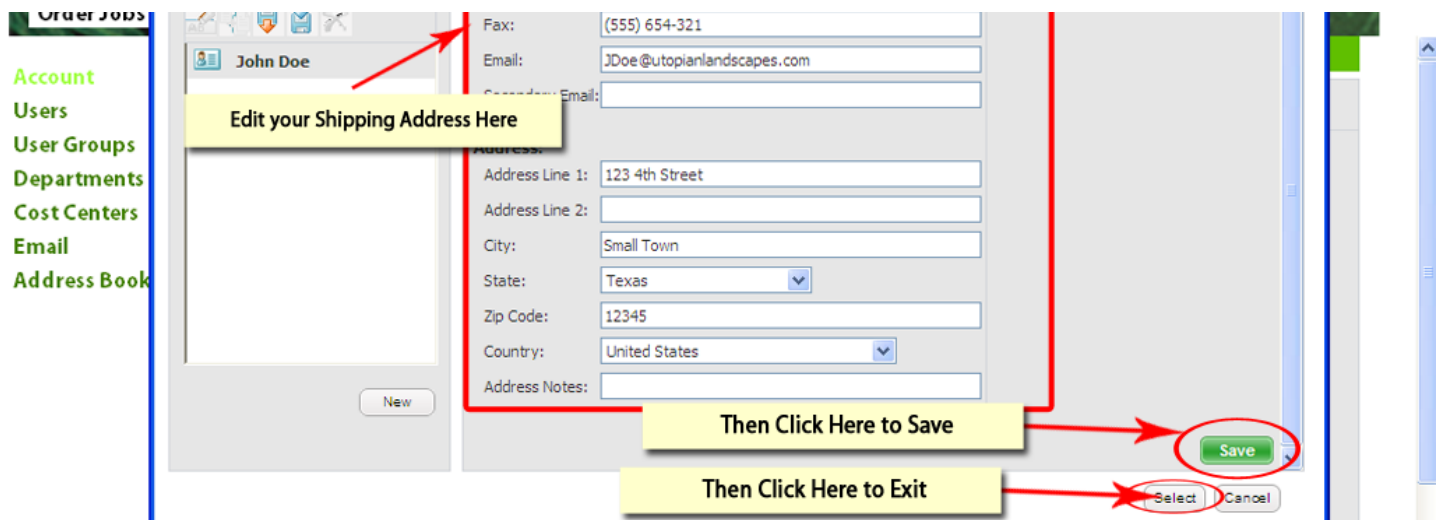 Order Jobs
Account
Users
User Groups
Departments
Cost Centers
Email
Address Book
John Doe
New
Edit your Shipping Address Here
Fax: (555) 654-321
Email: JDoe@utopianlandscapes.com
Secondary Email:
Address:
Address Line 1: 123 4th Street
Address Line 2:
City: Small Town
State: Texas
Zip Code: 12345
Country: United States
Address Notes:
Then Click Here to Save
Save
Then Click Here to Exit
Select Cancel